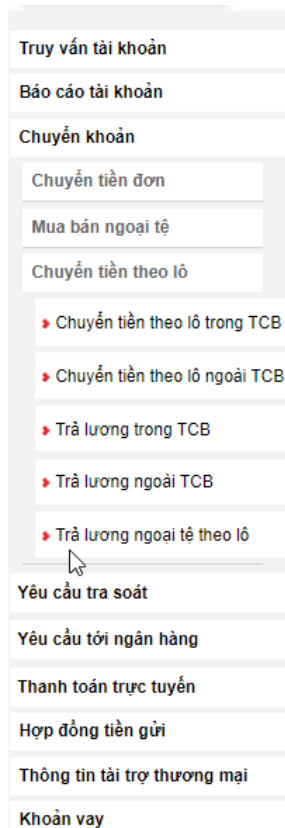 Truy vấn tài khoản
Báo cáo tài khoản
Chuyển khoản
Chuyển tiền đơn
Mua bán ngoại tệ
Chuyển tiền theo lô
Chuyển tiền theo lô trong TCB
Chuyển tiền theo lô ngoài TCB
Trả lương trong TCB
Trả lương ngoài TCB
Trả lương ngoại tệ theo lô
Yêu cầu tra soát
Yêu cầu tới ngân hàng
Thanh toán trực tuyến
Hợp đồng tiền gửi
Thông tin tài trợ thương mại
Khoản vay